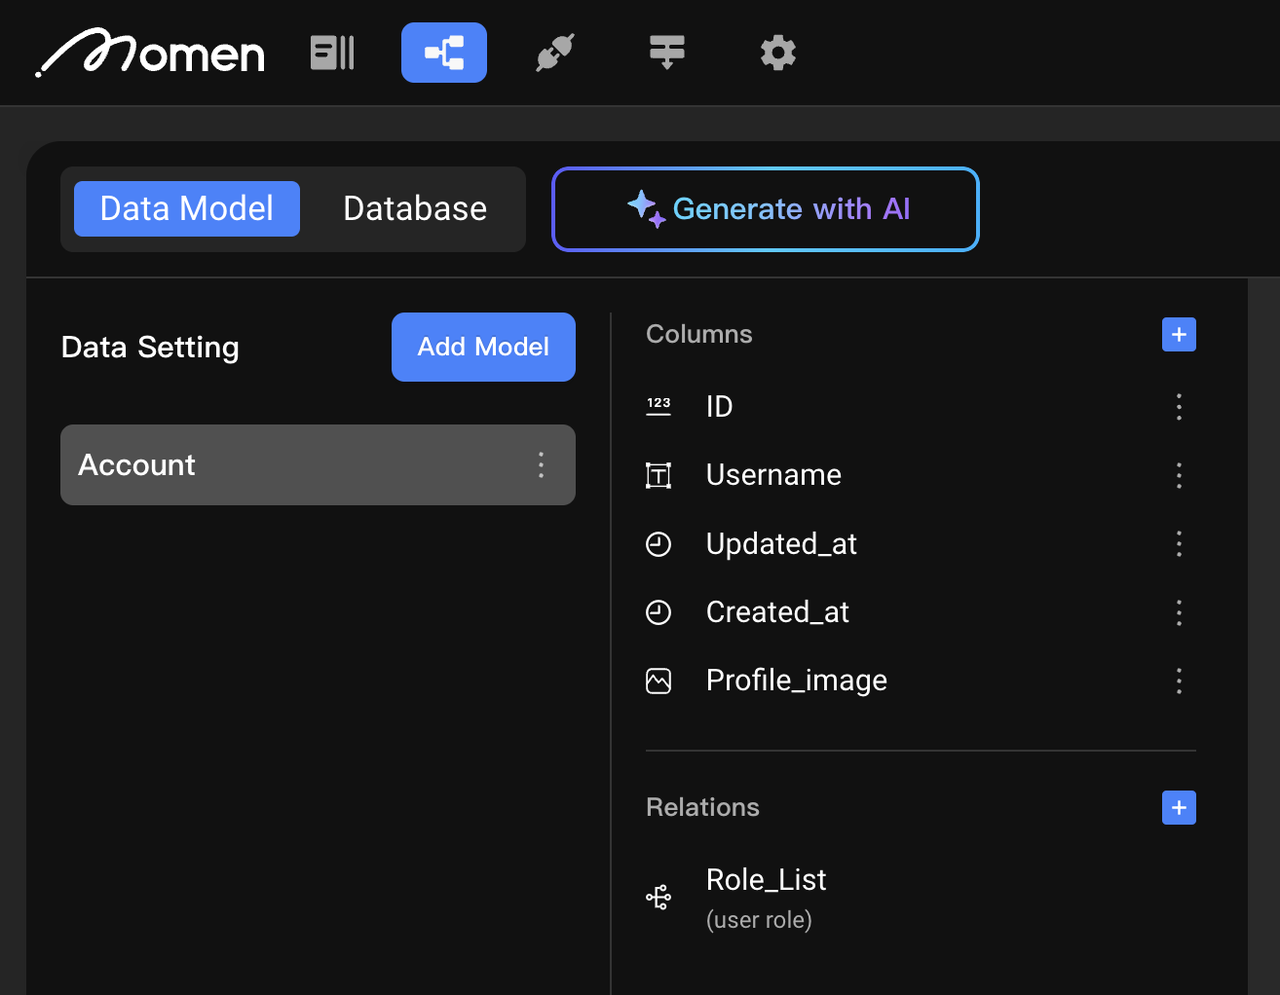 Momen
Data Model
Database
Generate with AI
Data Setting
Add Model
Account
Columns
+
123
ID
T
Username
Updated_at
Created_at
Profile_image
Relations
+
Role_List
(user role)